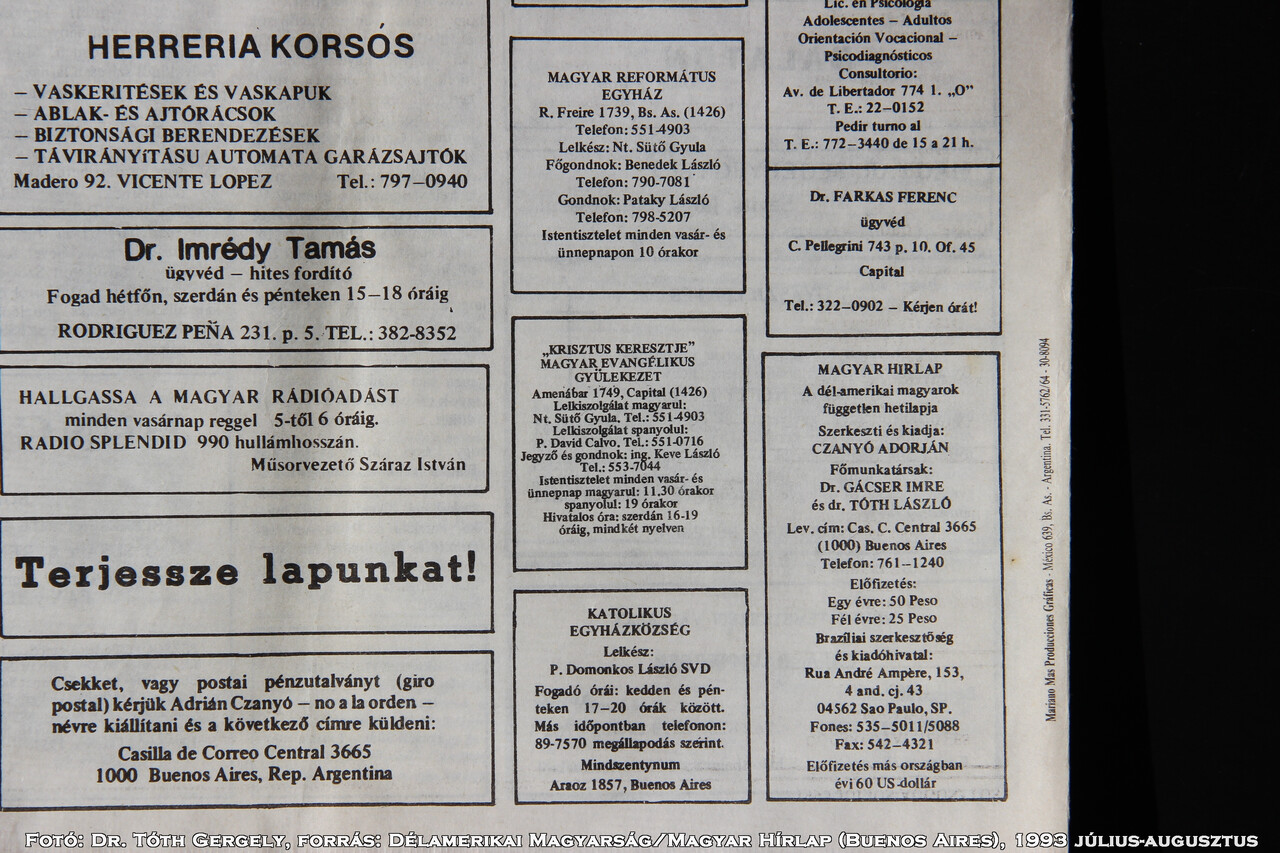 HERRERIA KORSÓS
– VASKERITÉSEK ÉS VASKAPUK
– ABLAK- ÉS AJTÓRÁCSOK
– BIZTONSÁGI BERENDEZÉSEK
– TÁVIRÁNYíTÁSU AUTOMATA GARÁZSAJTÓK
Madero 92. VICENTE LOPEZ Tel.: 797–0940
Dr. Imrédy Tamás
ügyvéd – hites fordító
Fogad hétfőn, szerdán és pénteken 15–18 óráig
RODRIGUEZ PEÑA 231. p. 5. TEL.: 382-8352
HALLGASSA A MAGYAR RÁDIÓADÁST
minden vasárnap reggel 5-től 6 óráig.
RADIO SPLENDID 990 hullámhosszán.
Műsorvezető Száraz István
Terjessze lapunkat!
Csekket, vagy postai pénzutalványt (giro
postal) kérjük Adrián Czanyó – no a la orden –
névre kiállítani és a következő címre küldeni:
Casilla de Correo Central 3665
1000 Buenos Aires, Rep. Argentina
MAGYAR REFORMÁTUS
EGYHÁZ
R. Freire 1739, Bs. As. (1426)
Telefon: 551-4903
Lelkész: Nt. Sütő Gyula
Főgondnok: Benedek László
Telefon: 790-7081
Gondnok: Pataky László
Telefon: 798-5207
Istentisztelet minden vasár- és
ünnepnapon 10 órakor
„KRISZTUS KERESZTJE”
MAGYAR EVANGÉLIKUS
GYÜLEKEZET
Amenábar 1749, Capital (1426)
Lelkiszolgálat magyarul:
Nt. Sütő Gyula. Tel.: 551-4903
Lelkiszolgálat spanyolul:
P. David Calvo. Tel.: 551-0716
Jegyző és gondnok: ing. Keve László
Tel.: 553-7044
Istentisztelet minden vasár- és
ünnepnap magyarul: 11,30 órakor
spanyolul: 19 órakor
Hivatalos óra: szerdán 16-19
óráig, mindkét nyelven
KATOLIKUS
EGYHÁZKÖZSÉG
Lelkész:
P. Domonkos László SVD
Fogadó órái: kedden és pén-
teken 17–20 órák között.
Más időpontban telefonon:
89-7570 megállapodás szerint.
Mindszentynum
Araoz 1857, Buenos Aires
Lic. en Psicología
Adolescentes – Adultos
Orientación Vocacional –
Psicodiagnósticos
Consultorio:
Av. de Libertador 774 1. „O”
T. E.: 22–0152
Pedir turno al
T. E.: 772–3440 de 15 a 21 h.
Dr. FARKAS FERENC
ügyvéd
C. Pellegrini 743 p. 10. Of. 45
Capital
Tel.: 322–0902 – Kérjen órát!
MAGYAR HIRLAP
A dél-amerikai magyarok
független hetilapja
Szerkeszti és kiadja:
CZANYÓ ADORJÁN
Főmunkatársak:
Dr. GÁCSER IMRE
és dr. TÓTH LÁSZLÓ
Lev. cím: Cas. C. Central 3665
(1000) Buenos Aires
Telefon: 761–1240
Előfizetés:
Egy évre: 50 Peso
Fél évre: 25 Peso
Brazíliai szerkesztőség
és kiadóhivatal:
Rua André Ampère, 153,
4 and. cj. 43
04562 Sao Paulo, SP.
Fones: 535–5011/5088
Fax: 542–4321
Előfizetés más országban
évi 60 US-dollár
Mariano Mas Producciones Gráficas - México 639, Bs. As. - Argentina. Tel. 331-5762/64 - 30-8094
Fotó: Dr. Tóth Gergely, forrás: Délamerikai Magyarság/Magyar Hírlap (Buenos Aires), 1993 július-augusztus